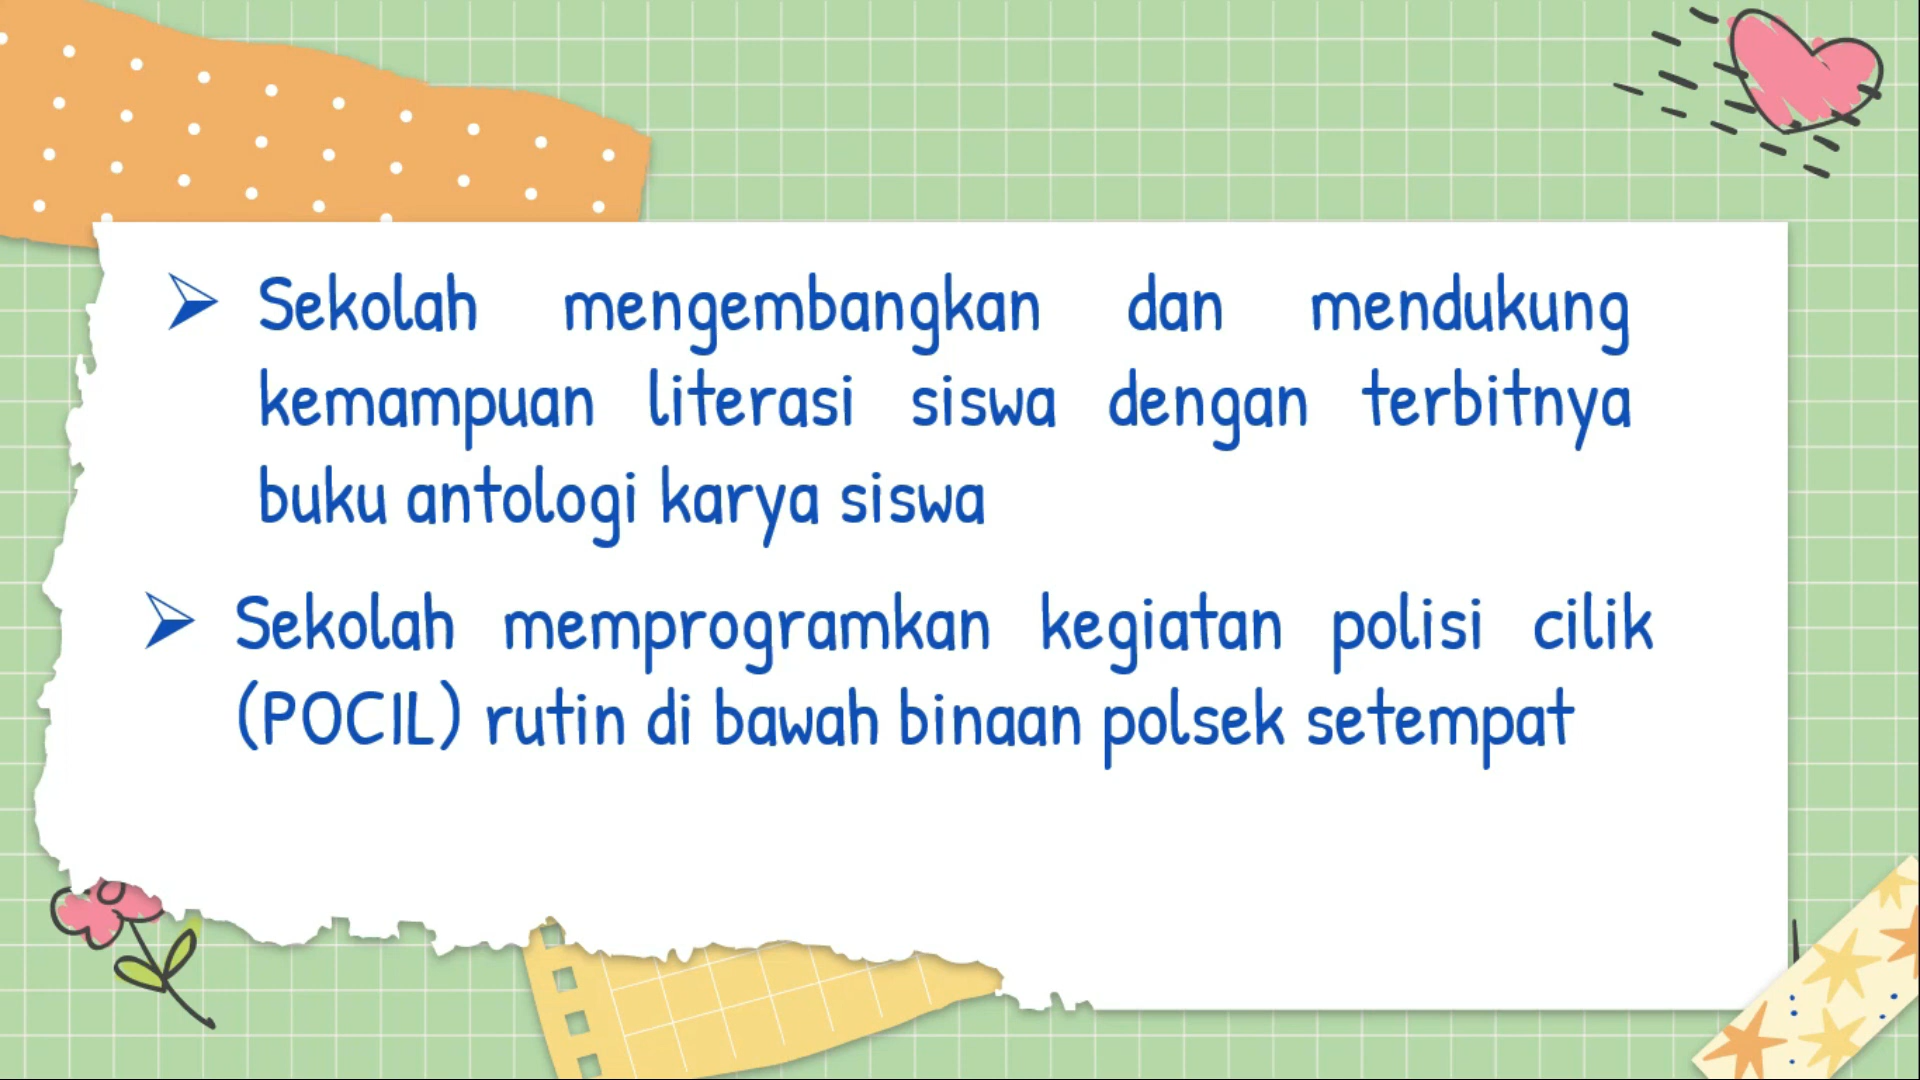 Sekolah mengembangkan dan mendukung
kemampuan literasi siswa dengan terbitnya
buku antologi karya siswa
Sekolah memprogramkan kegiatan polisi cilik
(POCIL) rutin di bawah binaan polsek setempat